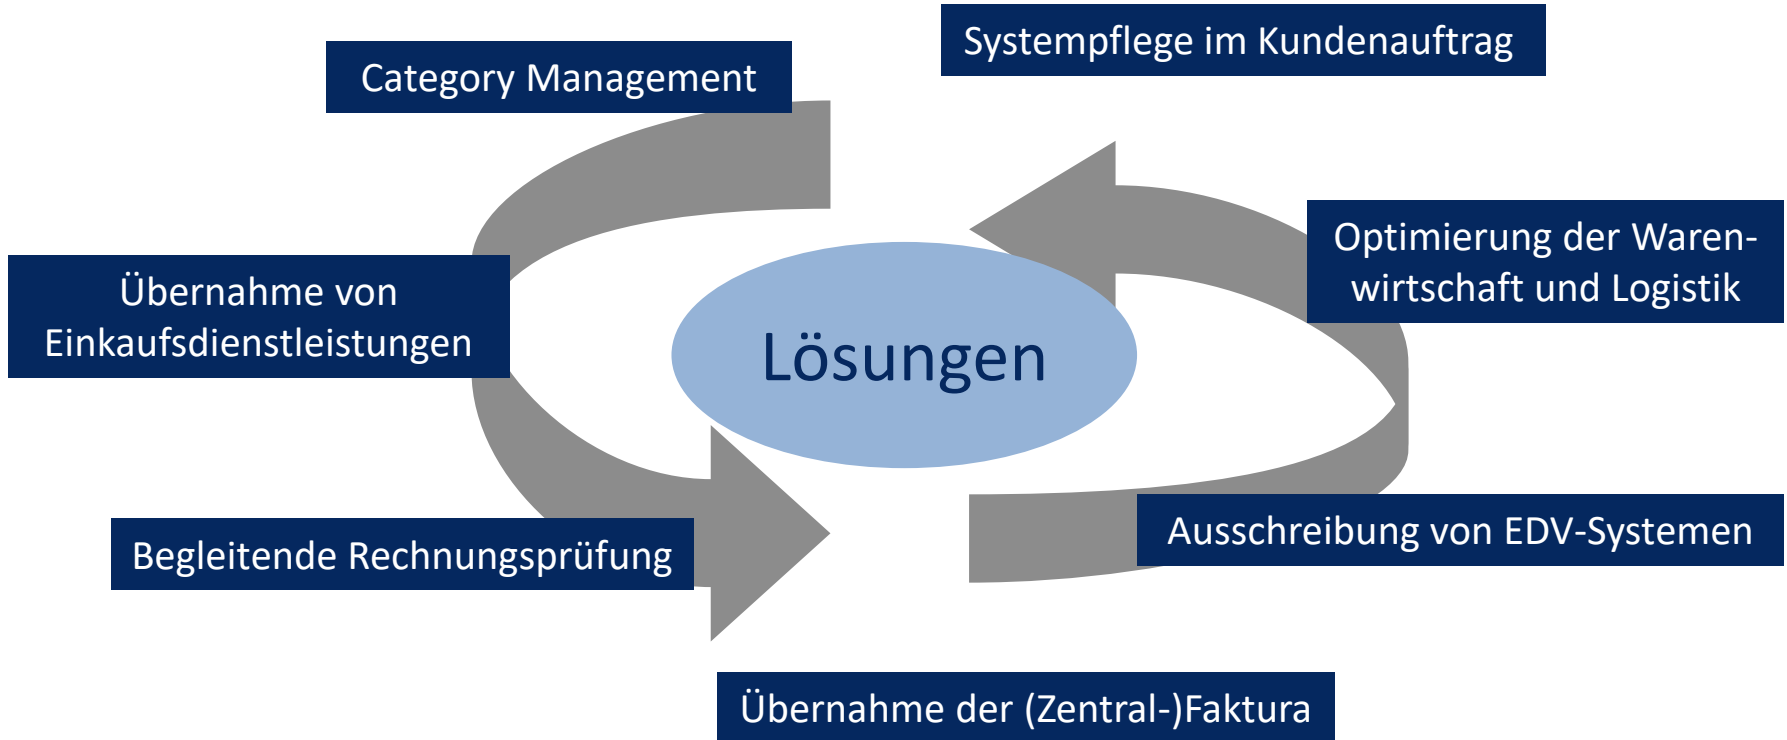 Systempflege im Kundenauftrag
Category Management
Optimierung der Waren-
wirtschaft und Logistik
Übernahme von
Einkaufsdienstleistungen
Lösungen
Ausschreibung von EDV-Systemen
Begleitende Rechnungsprüfung
Übernahme der (Zentral-)Faktura